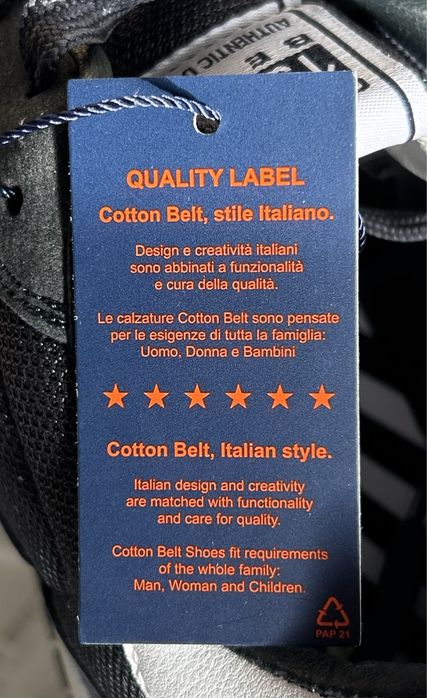 AUTHENTIC
QUALITY LABEL
Cotton Belt, stile Italiano.
Design e creatività italiani
sono abbinati a funzionalità
e cura della qualità.
Le calzature Cotton Belt sono pensate
per le esigenze di tutta la famiglia:
Uomo, Donna e Bambini
Cotton Belt, Italian style.
Italian design and creativity
are matched with functionality
and care for quality.
Cotton Belt Shoes fit requirements
of the whole family:
Man, Woman and Children.
PAP 21